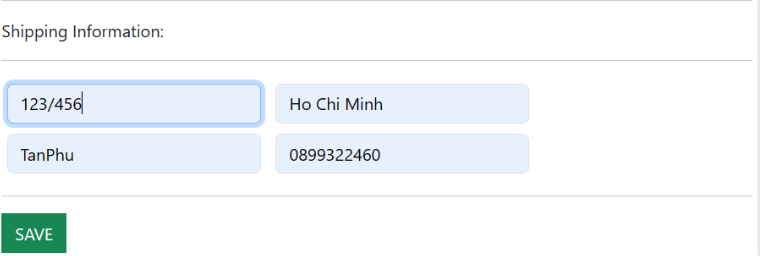 Shipping Information:
123/456
Ho Chi Minh
TanPhu
0899322460
SAVE